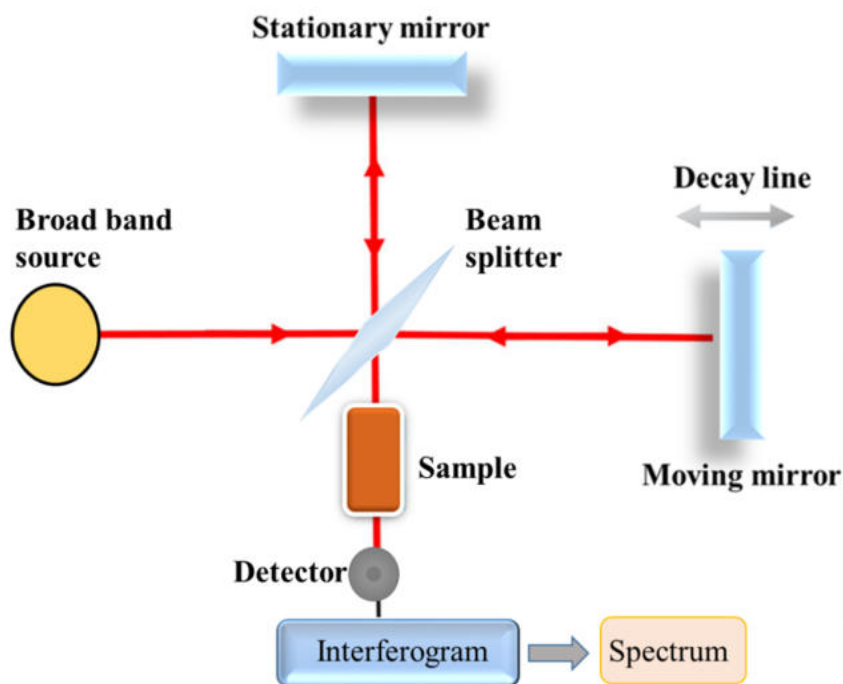 Stationary mirror
Decay line
Broad band
source
Beam
splitter
Sample
Moving mirror
Detector
Interferogram
Spectrum